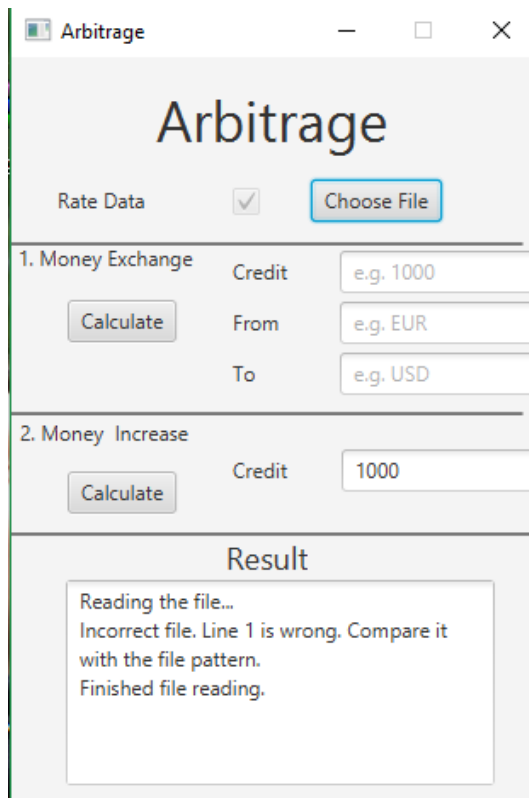 Arbitrage
Arbitrage
Rate Data Choose File
1. Money Exchange
Credit e.g. 1000
Calculate From e.g. EUR
To e.g. USD
2. Money Increase
Credit 1000
Calculate
Result
Reading the file...
Incorrect file. Line 1 is wrong. Compare it
with the file pattern.
Finished file reading.